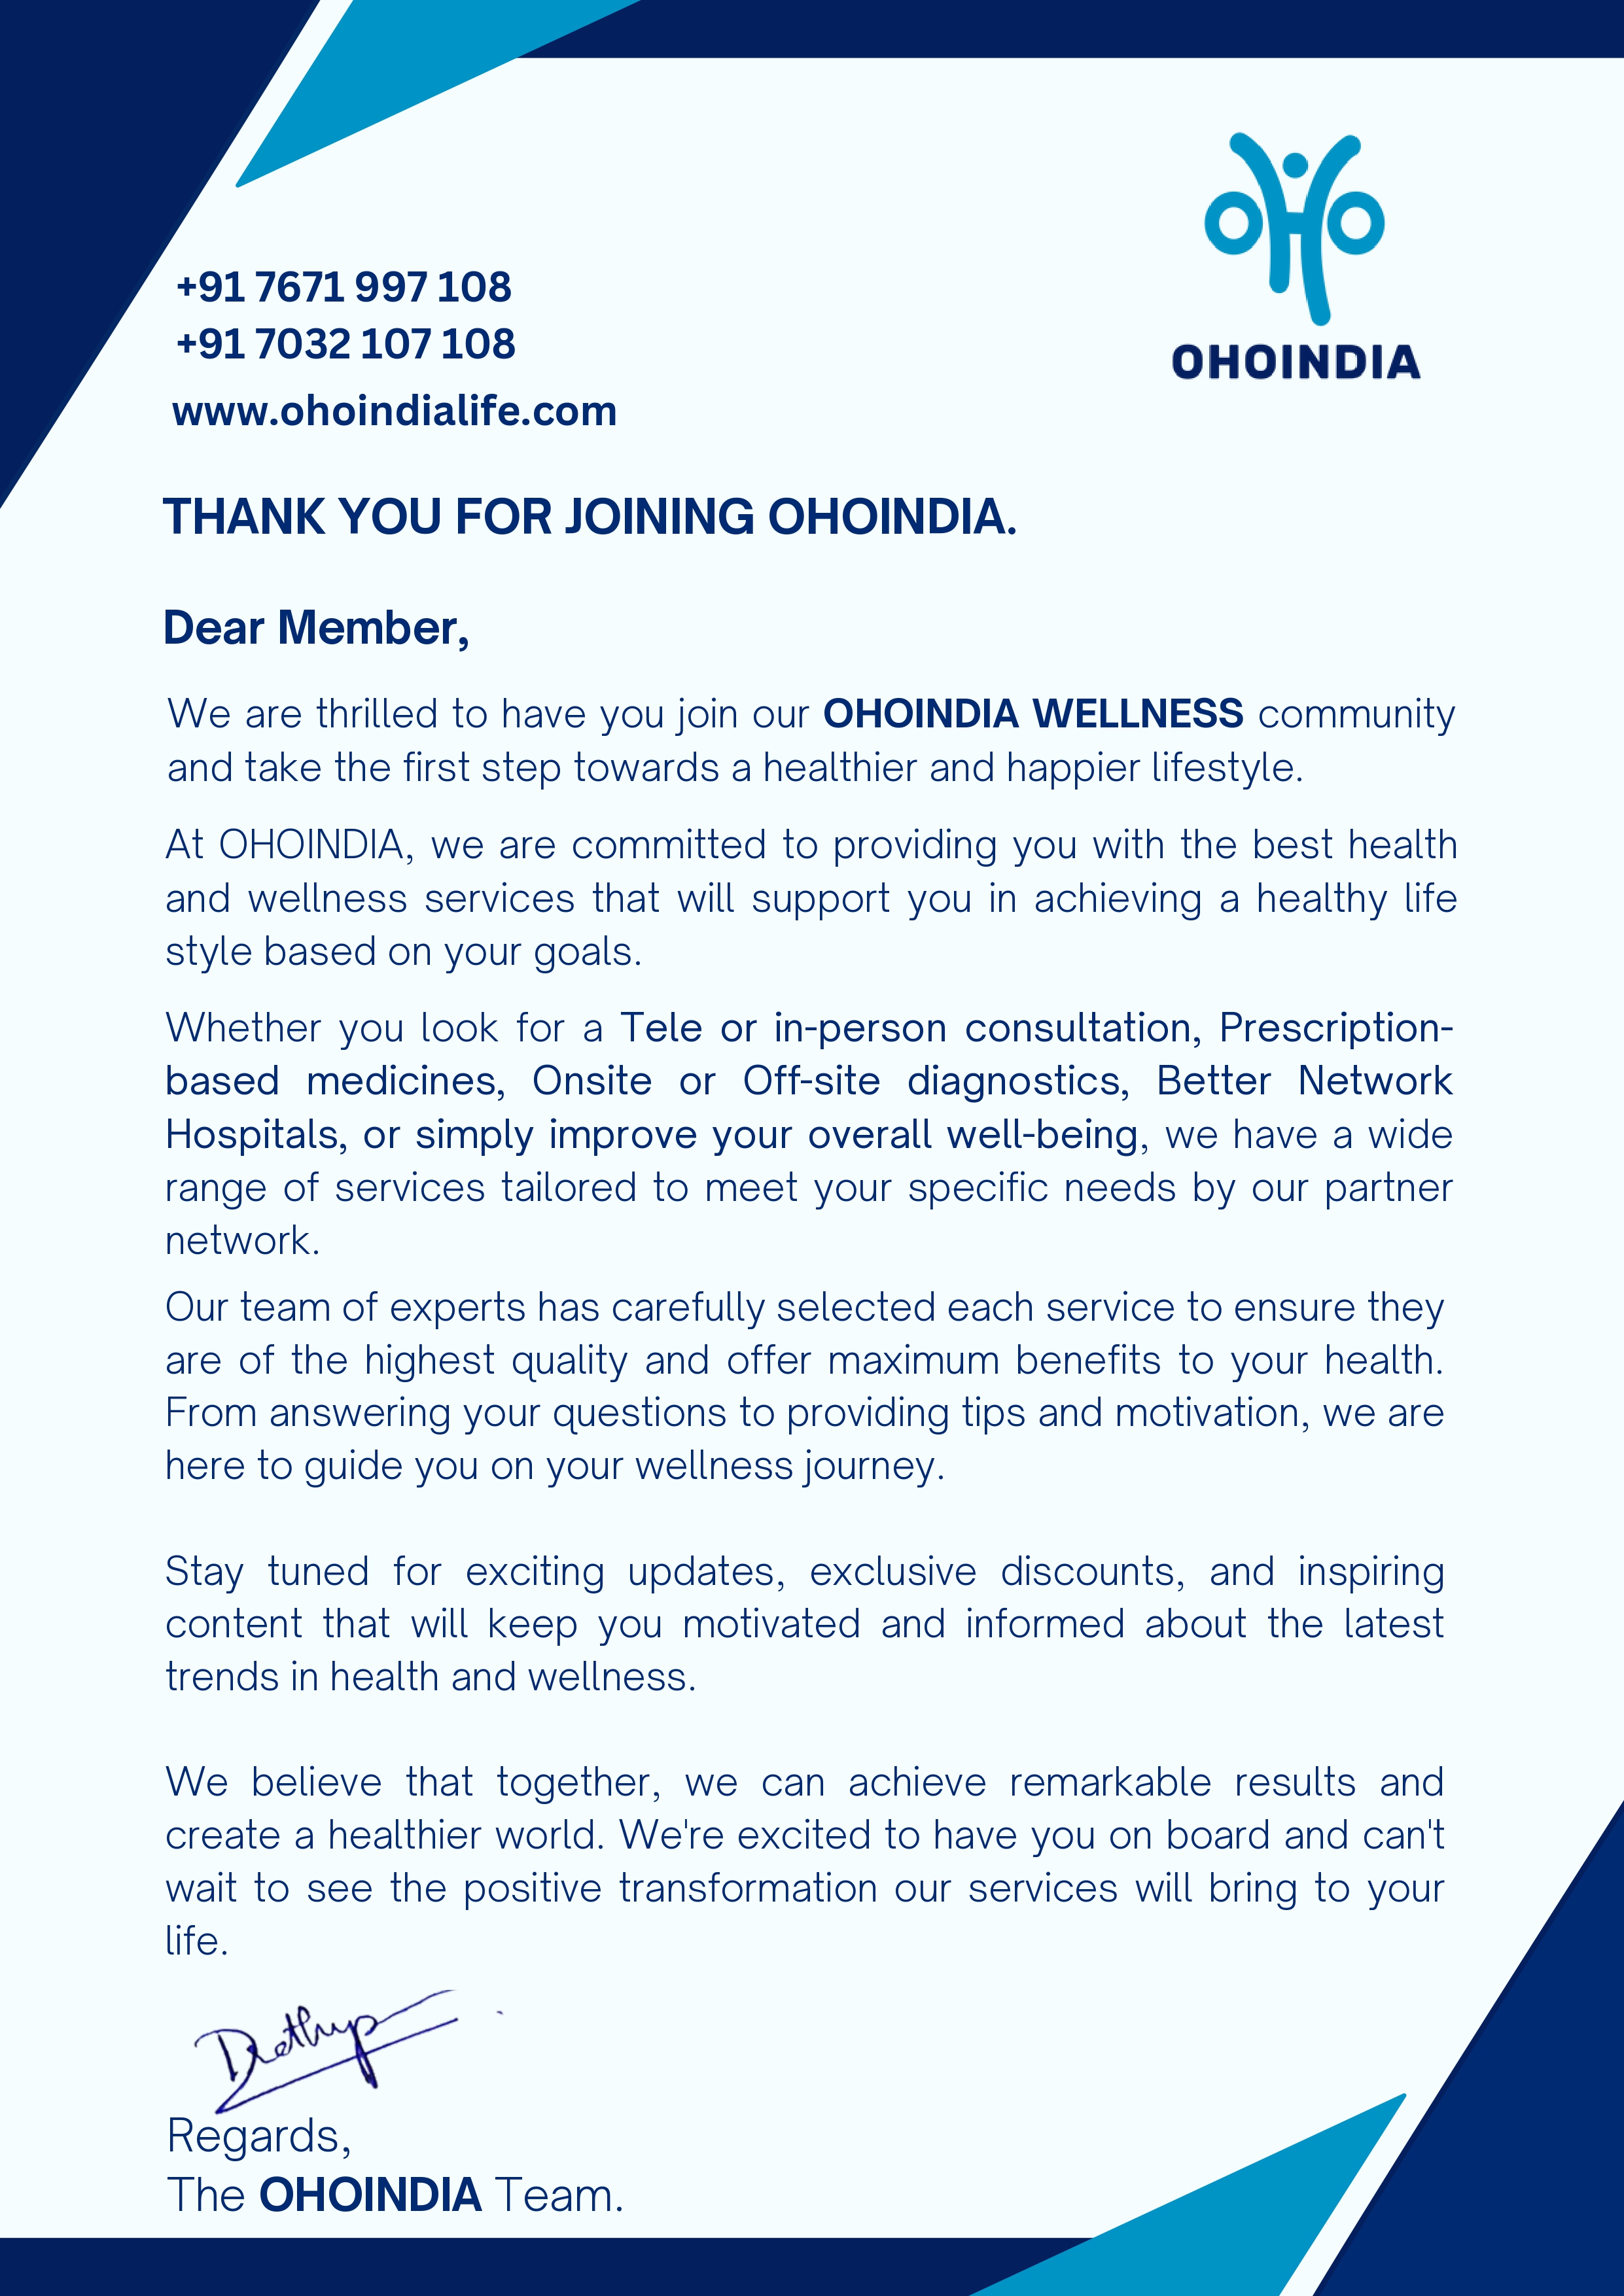 +91 7671 997 108
+91 7032 107 108
www.ohoindialife.com
OHO
OHOINDIA
THANK YOU FOR JOINING OHOINDIA.
Dear Member,
We are thrilled to have you join our OHOINDIA WELLNESS community
and take the first step towards a healthier and happier lifestyle.
At OHOINDIA, we are committed to providing you with the best health
and wellness services that will support you in achieving a healthy life
style based on your goals.
Whether you look for a Tele or in-person consultation, Prescription-
based medicines, Onsite or Off-site diagnostics, Better Network
Hospitals, or simply improve your overall well-being, we have a wide
range of services tailored to meet your specific needs by our partner
network.
Our team of experts has carefully selected each service to ensure they
are of the highest quality and offer maximum benefits to your health.
From answering your questions to providing tips and motivation, we are
here to guide you on your wellness journey.
Stay tuned for exciting updates, exclusive discounts, and inspiring
content that will keep you motivated and informed about the latest
trends in health and wellness.
We believe that together, we can achieve remarkable results and
create a healthier world. We're excited to have you on board and can't
wait to see the positive transformation our services will bring to your
life.
Regards,
The OHOINDIA Team.